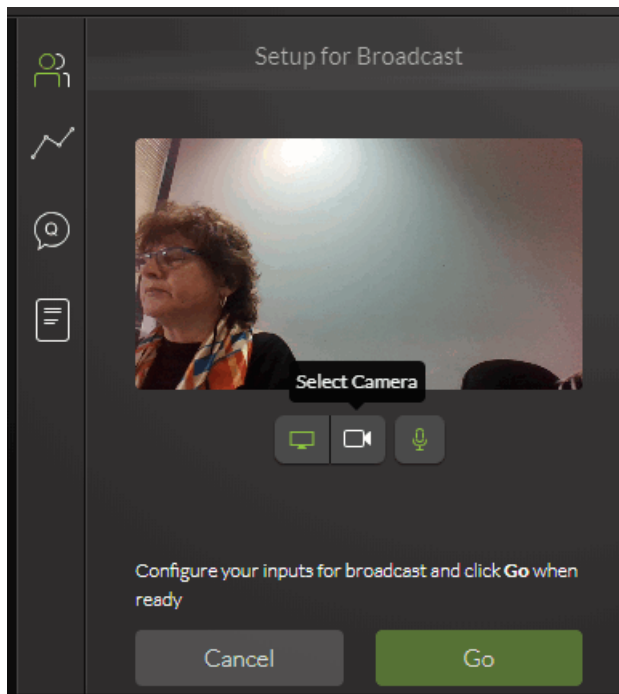 Setup for Broadcast
Q
Select Camera
Configure your inputs for broadcast and click Go when
ready
Cancel
Go